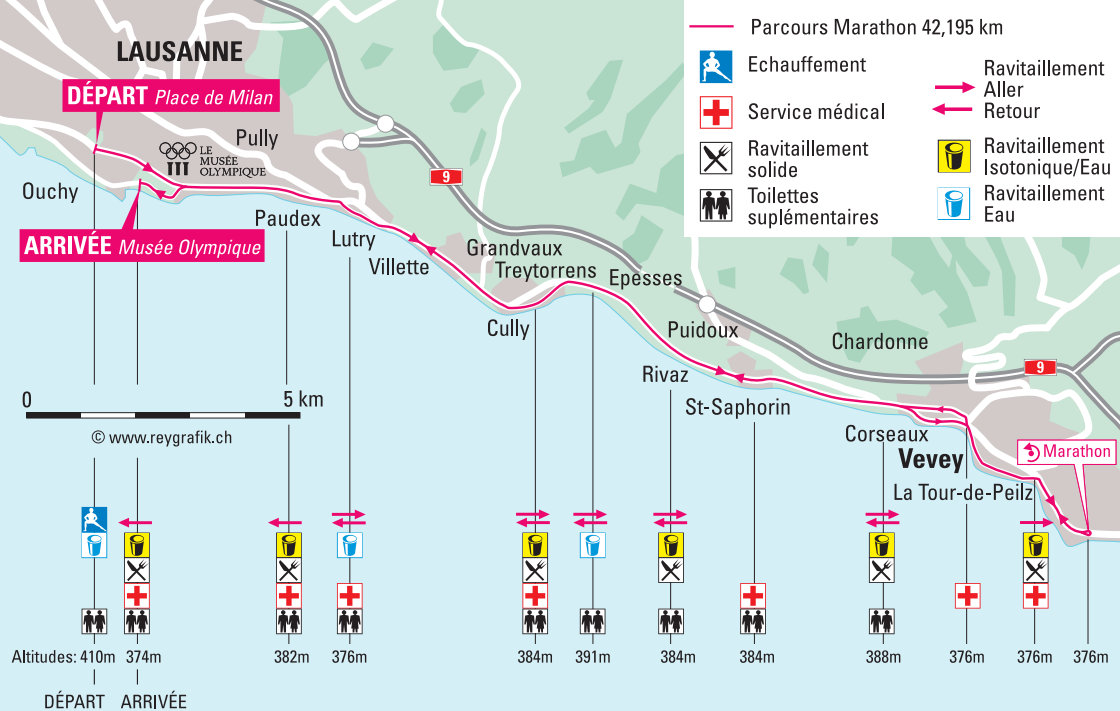 LAUSANNE
DÉPART Place de Milan
LE
MUSÉE
OLYMPIQUE
Pully
Ouchy
ARRIVÉE Musée Olympique
Paudex
Lutry
Villette
9
Grandvaux
Treytorrens
Epesses
Cully
Puidoux
Rivaz
St-Saphorin
Chardonne
9
Corseaux
Vevey
La Tour-de-Peilz
Marathon
Parcours Marathon 42,195 km
Echauffement
Service médical
Ravitaillement
solide
Toilettes
suplémentaires
Ravitaillement
Aller
Retour
Ravitaillement
Isotonique/Eau
Ravitaillement
Eau
0 5 km
© www.reygrafik.ch
Altitudes: 410m 374m 382m 376m 384m 391m 384m 384m 388m 376m 376m 376m
DÉPART ARRIVÉE